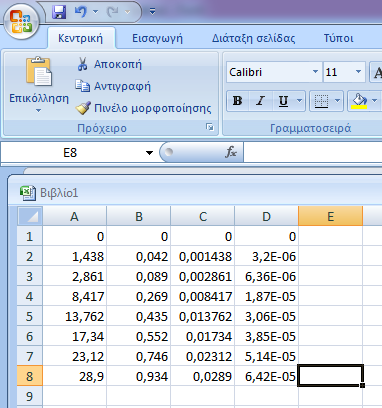 Κεντρική Εισαγωγή Διάταξη σελίδας Τύποι
Επικόλληση
Αποκοπή
Αντιγραφή
Πινέλο μορφοποίησης
Πρόχειρο
Calibri 11 A
B I U
Γραμματοσειρά
E8 fx
Βιβλίο1
A B C D E
1 0 0 0 0
2 1,438 0,042 0,001438 3,2E-06
3 2,861 0,089 0,002861 6,36E-06
4 8,417 0,269 0,008417 1,87E-05
5 13,762 0,435 0,013762 3,06E-05
6 17,34 0,552 0,01734 3,85E-05
7 23,12 0,746 0,02312 5,14E-05
8 28,9 0,934 0,0289 6,42E-05
9